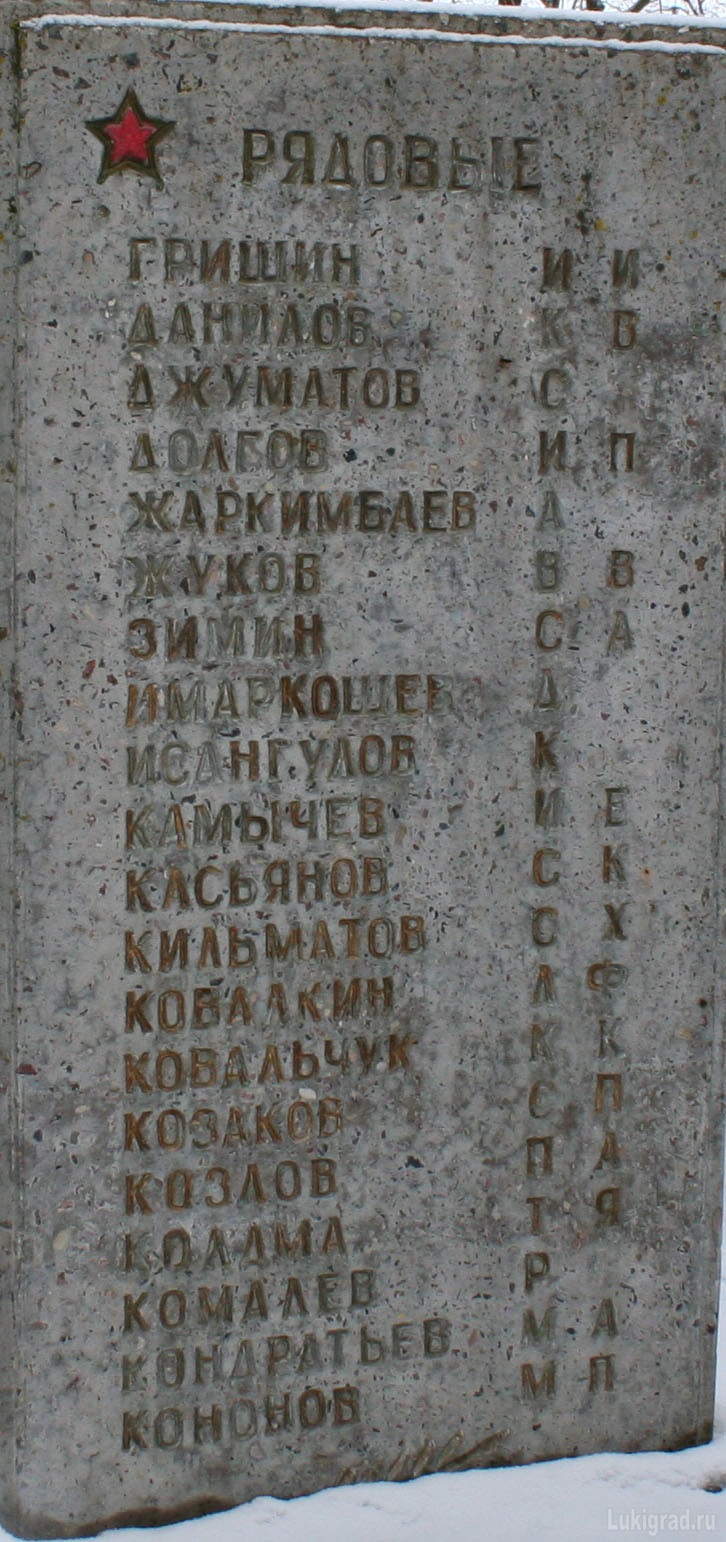 РЯДОВЫЕ
ГРИШИН И И
ДАНИЛОВ К В
ДЖУМАТОВ С
ДОЛГОВ И П
ЖАРКИМБАЕВ А
ЖУКОВ В В
ЗИМИН С А
ИМАРКОШЕВ Д
ИСАНГУЛОВ К
КАМЫЧЕВ И Е
КАСЬЯНОВ С К
КИЛЬМАТОВ С Х
КОВАЛКИН Л Ф
КОВАЛЬЧУК К К
КОЗАКОВ С П
КОЗЛОВ П А
КОЛДМА Т Я
КОМАЛЕВ Р
КОНДРАТЬЕВ М А
КОНОНОВ М П
Lukigrad.ru